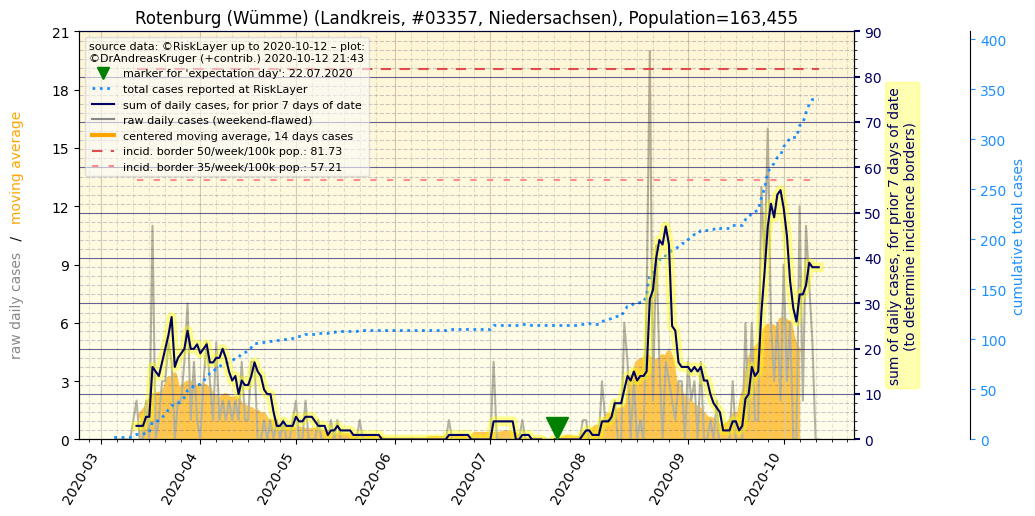 Rotenburg (Wümme) (Landkreis, #03357, Niedersachsen), Population=163,455
source data: ©RiskLayer up to 2020-10-12 – plot:
©DrAndreasKruger (+contrib.) 2020-10-12 21:43
marker for 'expectation day': 22.07.2020
total cases reported at RiskLayer
sum of daily cases, for prior 7 days of date
raw daily cases (weekend-flawed)
centered moving average, 14 days cases
incid. border 50/week/100k pop.: 81.73
incid. border 35/week/100k pop.: 57.21
raw daily cases / moving average
21
18
15
12
9
6
3
0
2020-03
2020-04
2020-05
2020-06
2020-07
2020-08
2020-09
2020-10
90
80
70
60
50
40
30
20
10
0
sum of daily cases, for prior 7 days of date
(to determine incidence borders)
400
350
300
250
200
150
100
50
0
cumulative total cases